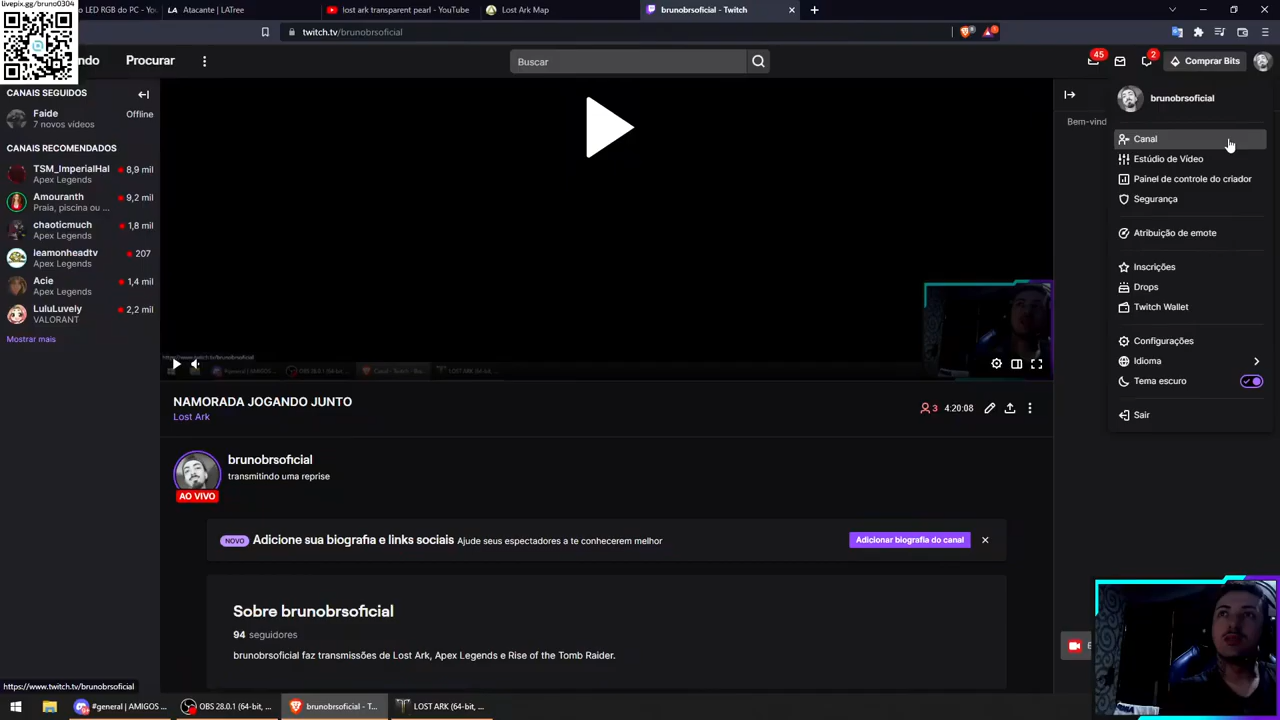 livepix.gg/bruno0304
LED RGB do PC - You
Atacante | LATree
lost ark transparent pearl - YouTube
Lost Ark Map
brunobrsoficial - Twitch
twitch.tv/brunobrsoficial
Procurar
Buscar
45
2
Comprar Bits
CANAIS SEGUIDOS
Faide
Offline
7 novos vídeos
CANAIS RECOMENDADOS
TSM_ImperialHal
8,9 mil
Apex Legends
Amouranth
9,2 mil
Praia, piscina ou ...
chaoticmuch
1,8 mil
Apex Legends
leamonheadtv
207
Apex Legends
Acie
1,4 mil
Apex Legends
LuluLuvely
2,2 mil
VALORANT
Mostrar mais
Bem-vind
brunobrsoficial
Canal
Estúdio de Vídeo
Painel de controle do criador
Segurança
Atribuição de emote
Inscrições
Drops
Twitch Wallet
Configurações
Idioma
Tema escuro
Sair
NAMORADA JOGANDO JUNTO
Lost Ark
3
4:20:08
brunobrsoficial
transmitindo uma reprise
AO VIVO
NOVO
Adicione sua biografia e links sociais
Ajude seus espectadores a te conhecerem melhor
Adicionar biografia do canal
Sobre brunobrsoficial
94 seguidores
brunobrsoficial faz transmissões de Lost Ark, Apex Legends e Rise of the Tomb Raider.
https://www.twitch.tv/brunobrsoficial
#general | AMIGOS ...
OBS 28.0.1 (64-bit, ...
brunobrsoficial - T...
LOST ARK (64-bit, ...